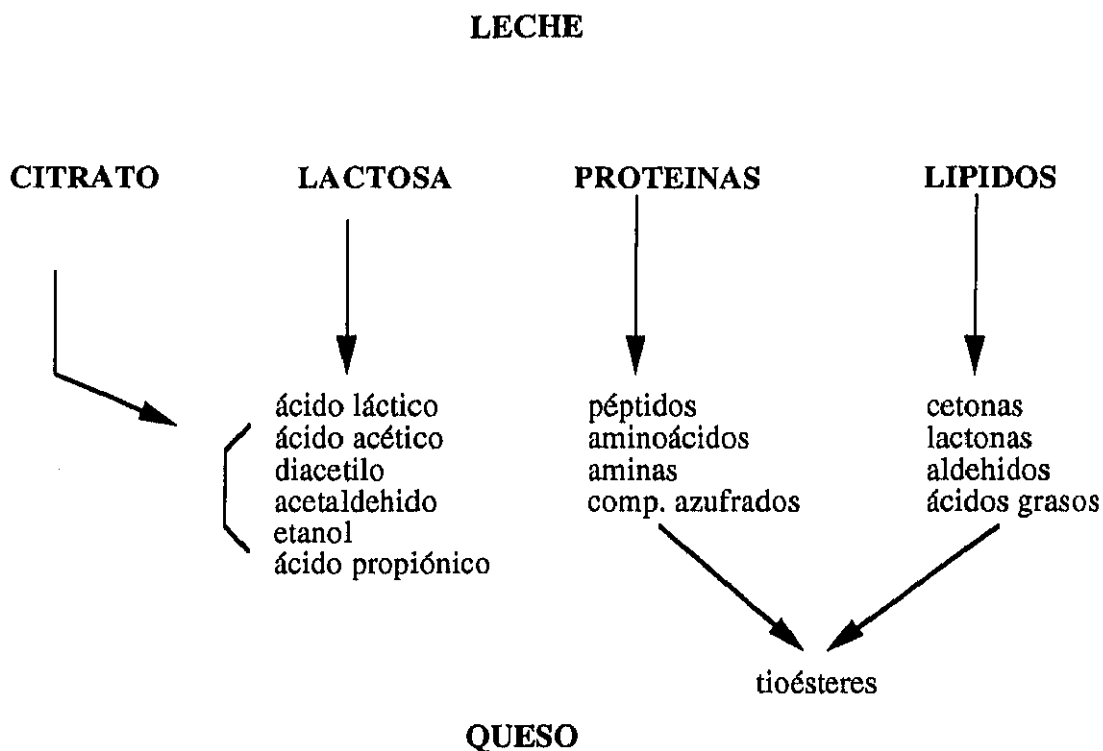 LECHE
CITRATO
LACTOSA
PROTEINAS
LIPIDOS
ácido láctico
ácido acético
diacetilo
acetaldehido
etanol
ácido propiónico
péptidos
aminoácidos
aminas
comp. azufrados
cetonas
lactonas
aldehidos
ácidos grasos
tioésteres
QUESO